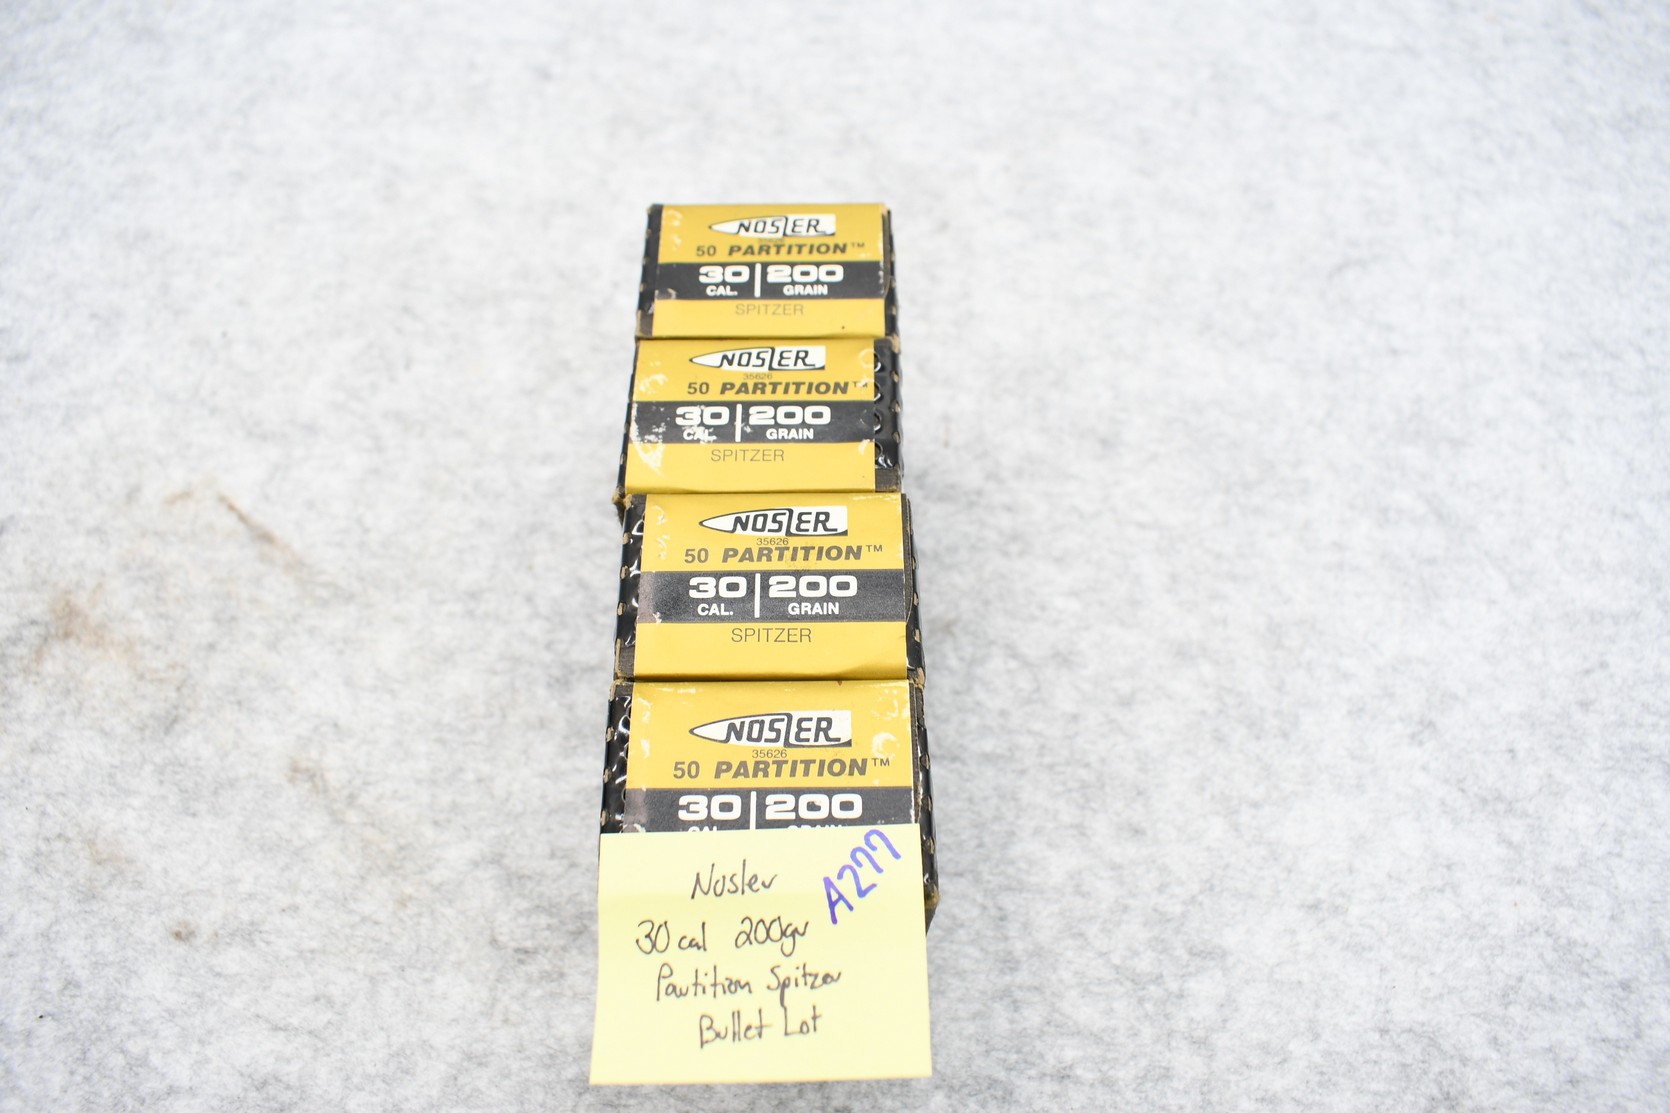 NOSLER
50 PARTITION™
30 | 200
CAL. GRAIN
SPITZER
NOSLER
35626
50 PARTITION™
30 | 200
CAL. GRAIN
SPITZER
NOSLER
35626
50 PARTITION™
30 | 200
CAL. GRAIN
SPITZER
NOSLER
35626
50 PARTITION™
30 | 200
CAL. GRAIN
A277
Nosler
30 cal 200gr
Partition Spitzer
Bullet Lot